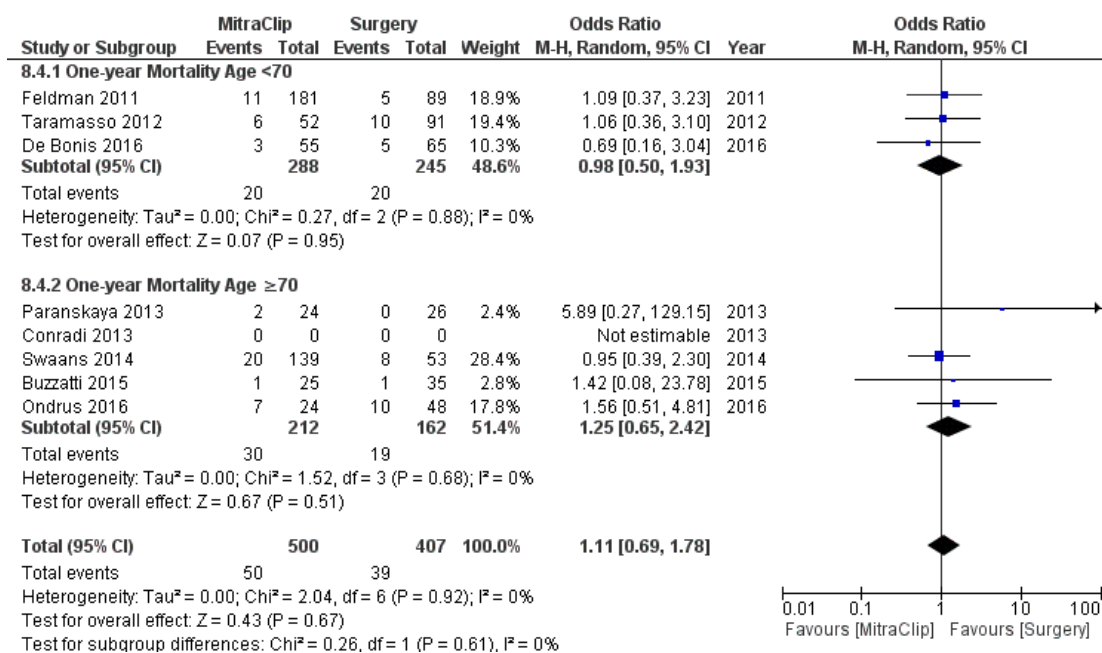 MitraClip Surgery Odds Ratio Odds Ratio
Study or Subgroup Events Total Events Total Weight M-H, Random, 95% CI Year M-H, Random, 95% CI
8.4.1 One-year Mortality Age <70
Feldman 2011 11 181 5 89 18.9% 1.09 [0.37, 3.23] 2011
Taramasso 2012 6 52 10 91 19.4% 1.06 [0.36, 3.10] 2012
De Bonis 2016 3 55 5 65 10.3% 0.69 [0.16, 3.04] 2016
Subtotal (95% CI) 288 245 48.6% 0.98 [0.50, 1.93]
Total events 20 20
Heterogeneity: Tau² = 0.00; Chi² = 0.27, df = 2 (P = 0.88); I² = 0%
Test for overall effect: Z = 0.07 (P = 0.95)
8.4.2 One-year Mortality Age ≥70
Paranskaya 2013 2 24 0 26 2.4% 5.89 [0.27, 129.15] 2013
Conradi 2013 0 0 0 0 Not estimable 2013
Swaans 2014 20 139 8 53 28.4% 0.95 [0.39, 2.30] 2014
Buzzatti 2015 1 25 1 35 2.8% 1.42 [0.08, 23.78] 2015
Ondrus 2016 7 24 10 48 17.8% 1.56 [0.51, 4.81] 2016
Subtotal (95% CI) 212 162 51.4% 1.25 [0.65, 2.42]
Total events 30 19
Heterogeneity: Tau² = 0.00; Chi² = 1.52, df = 3 (P = 0.68); I² = 0%
Test for overall effect: Z = 0.67 (P = 0.51)
Total (95% CI) 500 407 100.0% 1.11 [0.69, 1.78]
Total events 50 39
Heterogeneity: Tau² = 0.00; Chi² = 2.04, df = 6 (P = 0.92); I² = 0%
Test for overall effect: Z = 0.43 (P = 0.67)
Test for subgroup differences: Chi² = 0.26, df = 1 (P = 0.61), I² = 0%
0.01 0.1 1 10 100
Favours [MitraClip] Favours [Surgery]